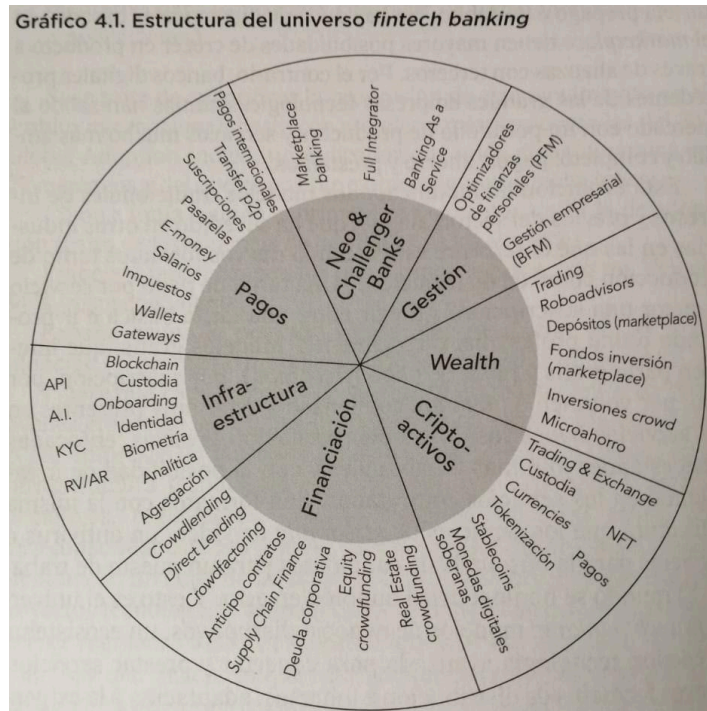 Gráfico 4.1. Estructura del universo fintech banking
Neo &
Challenger
Banks
Marketplace
banking
Full Integrator
Banking As a
Service
Gestión
Optimizadores
de finanzas
personales (PFM)
Gestión empresarial
(BFM)
Wealth
Trading
Roboadvisors
Depósitos (marketplace)
Fondos inversión
(marketplace)
Inversiones crowd
Microahorro
Cripto-
activos
Trading & Exchange
Custodia
NFT
Currencies
Pagos
Tokenización
Stablecoins
Monedas digitales
soberanas
Financiación
Real Estate
crowdfunding
Equity
crowdfunding
Deuda corporativa
Supply Chain Finance
Anticipo contratos
Crowdfactoring
Direct Lending
Crowdlending
Infra-
estructura
Blockchain
API
Custodia
Onboarding
A.I.
Identidad
KYC
Biometría
RV/AR
Analítica
Agregación
Pagos
Pagos internacionales
Transfer p2p
Suscripciones
Pasarelas
E-money
Salarios
Impuestos
Wallets
Gateways